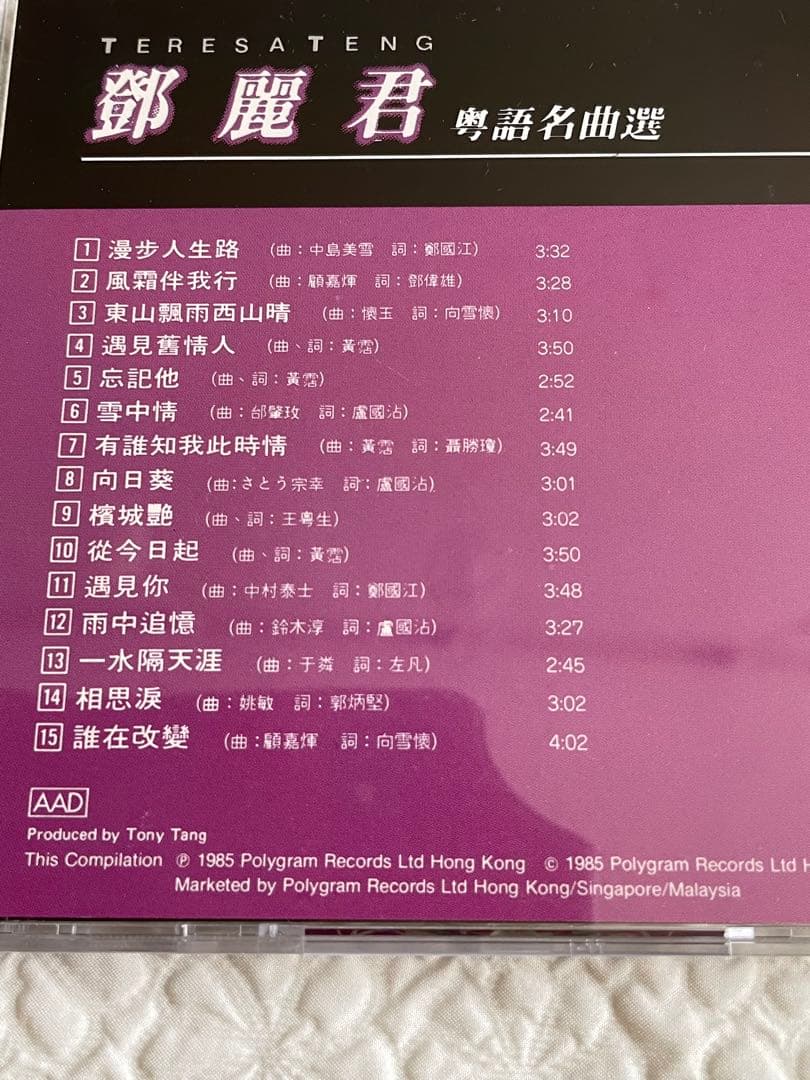 TERESA TENG
鄧麗君 粵語名曲選
1 漫步人生路 (曲：中島美雪 詞：鄭國江) 3:32
2 風霜伴我行 (曲：顧嘉煇 詞：鄧偉雄) 3:28
3 東山飄雨西山晴 (曲：懷玉 詞：向雪懷) 3:10
4 遇見舊情人 (曲、詞：黃霑) 3:50
5 忘記他 (曲、詞：黃霑) 2:52
6 雪中情 (曲：邰肇玫 詞：盧國沾) 2:41
7 有誰知我此時情 (曲：黃霑 詞：聶勝瓊) 3:49
8 向日葵 (曲：さとう宗幸 詞：盧國沾) 3:01
9 檳城艷 (曲、詞：王粵生) 3:02
10 從今日起 (曲、詞：黃霑) 3:50
11 遇見你 (曲：中村泰士 詞：鄭國江) 3:48
12 雨中追憶 (曲：鈴木淳 詞：盧國沾) 3:27
13 一水隔天涯 (曲：于粦 詞：左凡) 2:45
14 相思淚 (曲：姚敏 詞：郭炳堅) 3:02
15 誰在改變 (曲：顧嘉煇 詞：向雪懷) 4:02
AAD
Produced by Tony Tang
This Compilation ℗ 1985 Polygram Records Ltd Hong Kong © 1985 Polygram Records Ltd H
Marketed by Polygram Records Ltd Hong Kong/Singapore/Malaysia